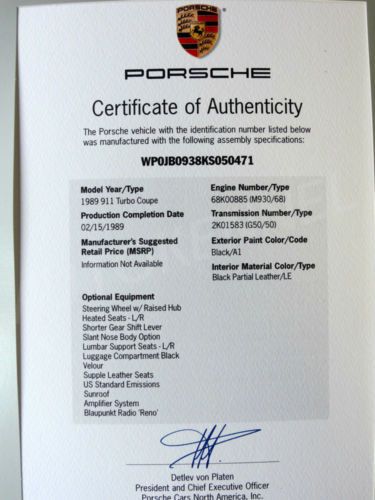 PORSCHE
Certificate of Authenticity
The Porsche vehicle with the identification number listed below
was manufactured with the following assembly specifications:
WP0JB0938KS050471
Model Year/Type
1989 911 Turbo Coupe
Production Completion Date
02/15/1989
Manufacturer's Suggested
Retail Price (MSRP)
Information Not Available
Engine Number/Type
68K00885 (M930/68)
Transmission Number/Type
2K01583 (G50/50)
Exterior Paint Color/Code
Black/A1
Interior Material Color/Type
Black Partial Leather/LE
Optional Equipment
Steering Wheel w/ Raised Hub
Heated Seats - L/R
Shorter Gear Shift Lever
Slant Nose Body Option
Lumbar Support Seats - L/R
Luggage Compartment Black
Velour
Supple Leather Seats
US Standard Emissions
Sunroof
Amplifier System
Blaupunkt Radio 'Reno'
Detlev von Platen
President and Chief Executive Officer
Porsche Cars North America, Inc.